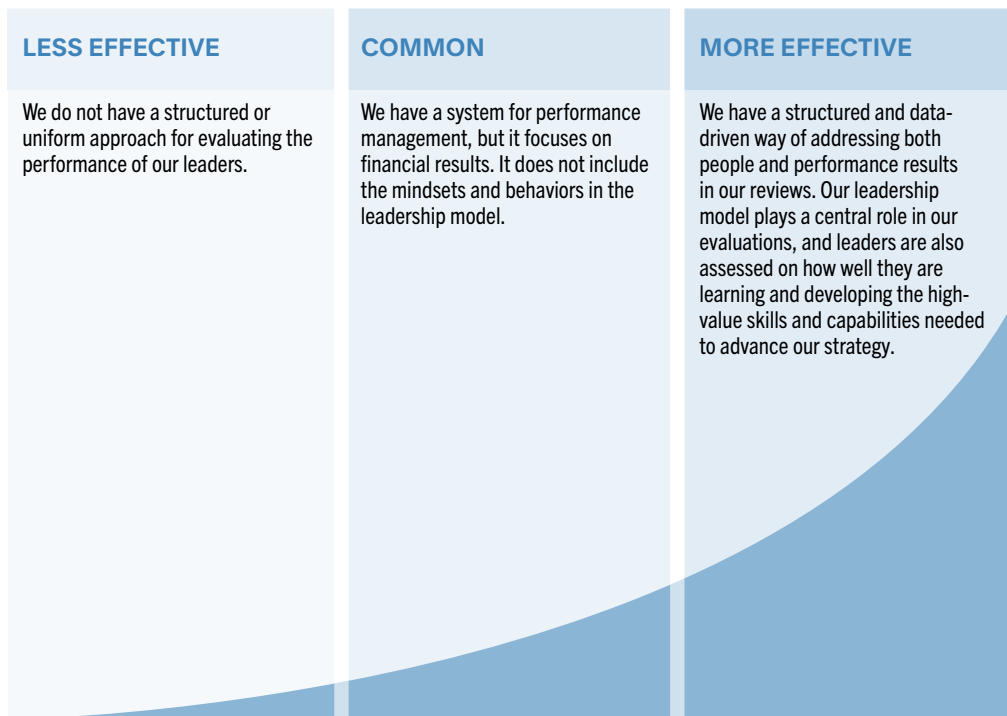 LESS EFFECTIVE
We do not have a structured or
uniform approach for evaluating the
performance of our leaders.
COMMON
We have a system for performance
management, but it focuses on
financial results. It does not include
the mindsets and behaviors in the
leadership model.
MORE EFFECTIVE
We have a structured and data-
driven way of addressing both
people and performance results
in our reviews. Our leadership
model plays a central role in our
evaluations, and leaders are also
assessed on how well they are
learning and developing the high-
value skills and capabilities needed
to advance our strategy.